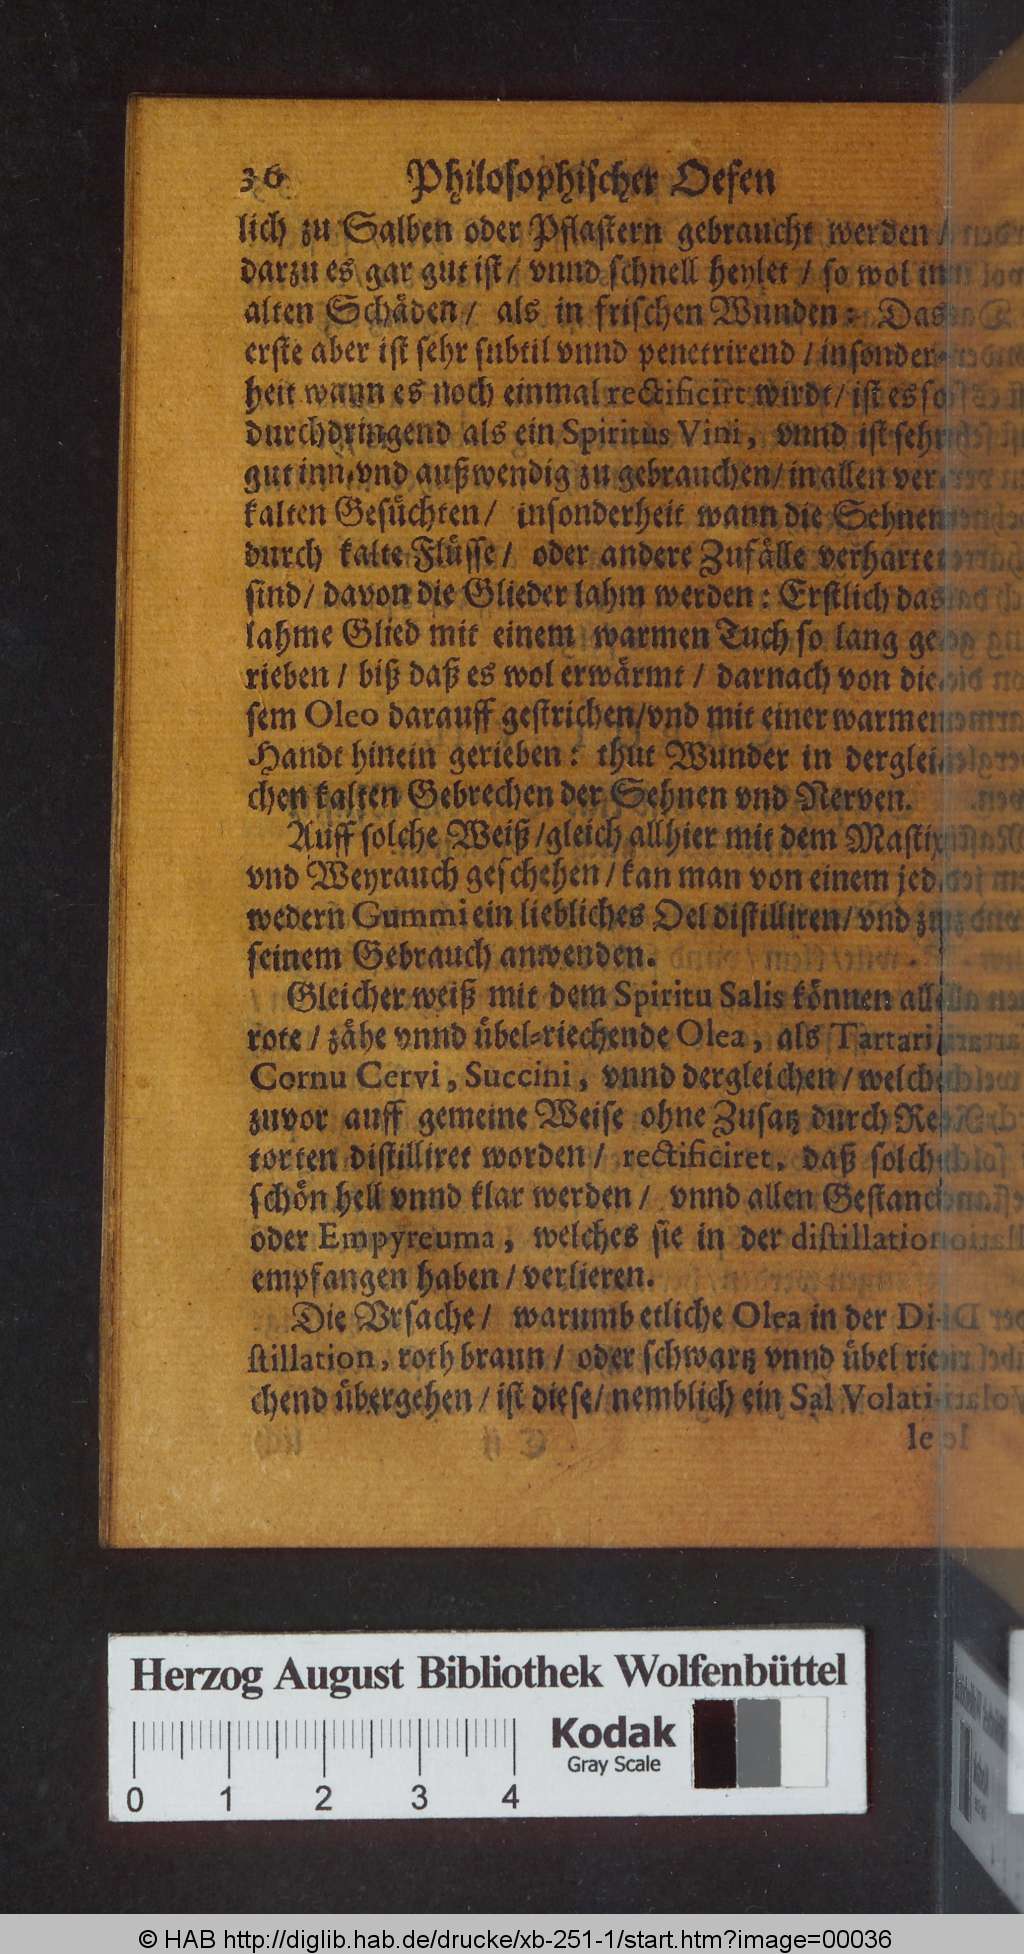 36 Philosophischer Oefen
lich zu Salben oder Pflastern gebraucht werden /
darzu es gar gut ist / vnnd schnell heylet / so wol inn
alten Schäden / als in frischen Wunden: Das
erste aber ist sehr subtil vnnd penetrirend / insonder-
heit wann es noch einmal rectificirt wirdt / ist es so
durchdringend als ein Spiritus Vini, vnnd ist sehr
gut inn, vnd außwendig zu gebrauchen / in allen ver-
kalten Gesüchten / insonderheit wann die Sehnen
durch kalte Flüsse / oder andere Zufälle verhartet
sind / davon die Glieder lahm werden: Erstlich das
lahme Glied mit einem warmen Tuch so lang ge-
rieben / biß daß es wol erwärmt / darnach von die-
sem Oleo darauff gestrichen / vnd mit einer warmen
Handt hinein gerieben: thut Wunder in derglei-
chen kalten Gebrechen der Sehnen vnd Nerven.
Auff solche Weiß / gleich allhier mit dem Mastix
vnd Weyrauch geschehen / kan man von einem jed-
wedern Gummi ein liebliches Oel distilliren / vnd zu
seinem Gebrauch anwenden.
Gleicher weiß mit dem Spiritu Salis können alle
rote / zähe vnnd übel-riechende Olea, als Tartari,
Cornu Cervi, Succini, vnnd dergleichen / welche
zuvor auff gemeine Weise ohne Zusatz durch Re-
torten distilliret worden / rectificiret, daß solche
schön hell vnnd klar werden / vnnd allen Gestanck
oder Empyreuma, welches sie in der distillation
empfangen haben / verlieren.
Die Vrsache / warumb etliche Olea in der Di-
stillation, roth braun / oder schwartz vnnd übel rie-
chend übergehen / ist diese / nemblich ein Sal Volati-
le
Herzog August Bibliothek Wolfenbüttel
Kodak
Gray Scale
0 1 2 3 4
© HAB http://diglib.hab.de/drucke/xb-251-1/start.htm?image=00036